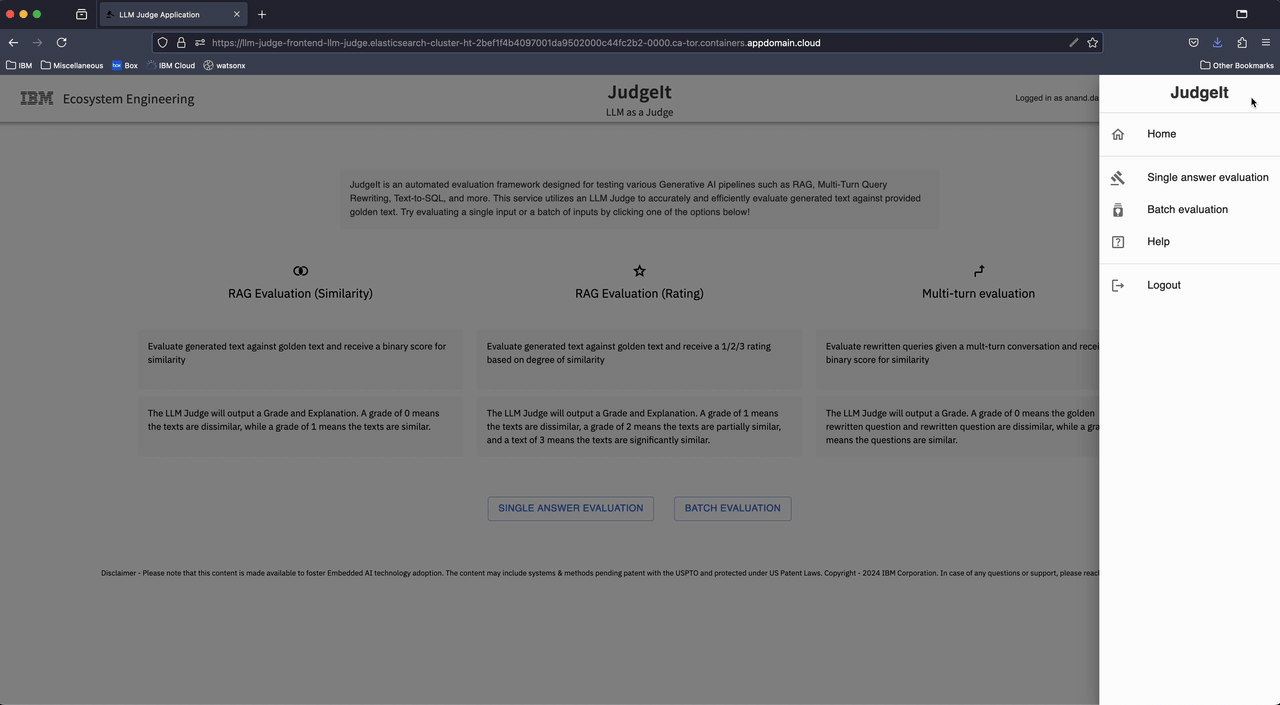 LLM Judge Application
https://llm-judge-frontend-llm-judge.elasticsearch-cluster-ht-2bef1f4b4097001da9502000c44fc2b2-0000.ca-tor.containers.appdomain.cloud
IBM Miscellaneous Box IBM Cloud watsonx Other Bookmarks
IBM Ecosystem Engineering
JudgeIt
LLM as a Judge
Logged in as anand.da
JudgeIt is an automated evaluation framework designed for testing various Generative AI pipelines such as RAG, Multi-Turn Query
Rewriting, Text-to-SQL, and more. This service utilizes an LLM Judge to accurately and efficiently evaluate generated text against provided
golden text. Try evaluating a single input or a batch of inputs by clicking one of the options below!
RAG Evaluation (Similarity)
Evaluate generated text against golden text and receive a binary score for
similarity
The LLM Judge will output a Grade and Explanation. A grade of 0 means
the texts are dissimilar, while a grade of 1 means the texts are similar.
RAG Evaluation (Rating)
Evaluate generated text against golden text and receive a 1/2/3 rating
based on degree of similarity
The LLM Judge will output a Grade and Explanation. A grade of 1 means
the texts are dissimilar, a grade of 2 means the texts are partially similar,
and a text of 3 means the texts are significantly similar.
Multi-turn evaluation
Evaluate rewritten queries given a mult-turn conversation and recei
binary score for similarity
The LLM Judge will output a Grade. A grade of 0 means the golden
rewritten question and rewritten question are dissimilar, while a gra
means the questions are similar.
SINGLE ANSWER EVALUATION
BATCH EVALUATION
Disclaimer - Please note that this content is made available to foster Embedded AI technology adoption. The content may include systems & methods pending patent with the USPTO and protected under US Patent Laws. Copyright - 2024 IBM Corporation. In case of any questions or support, please reach
JudgeIt
Home
Single answer evaluation
Batch evaluation
Help
Logout